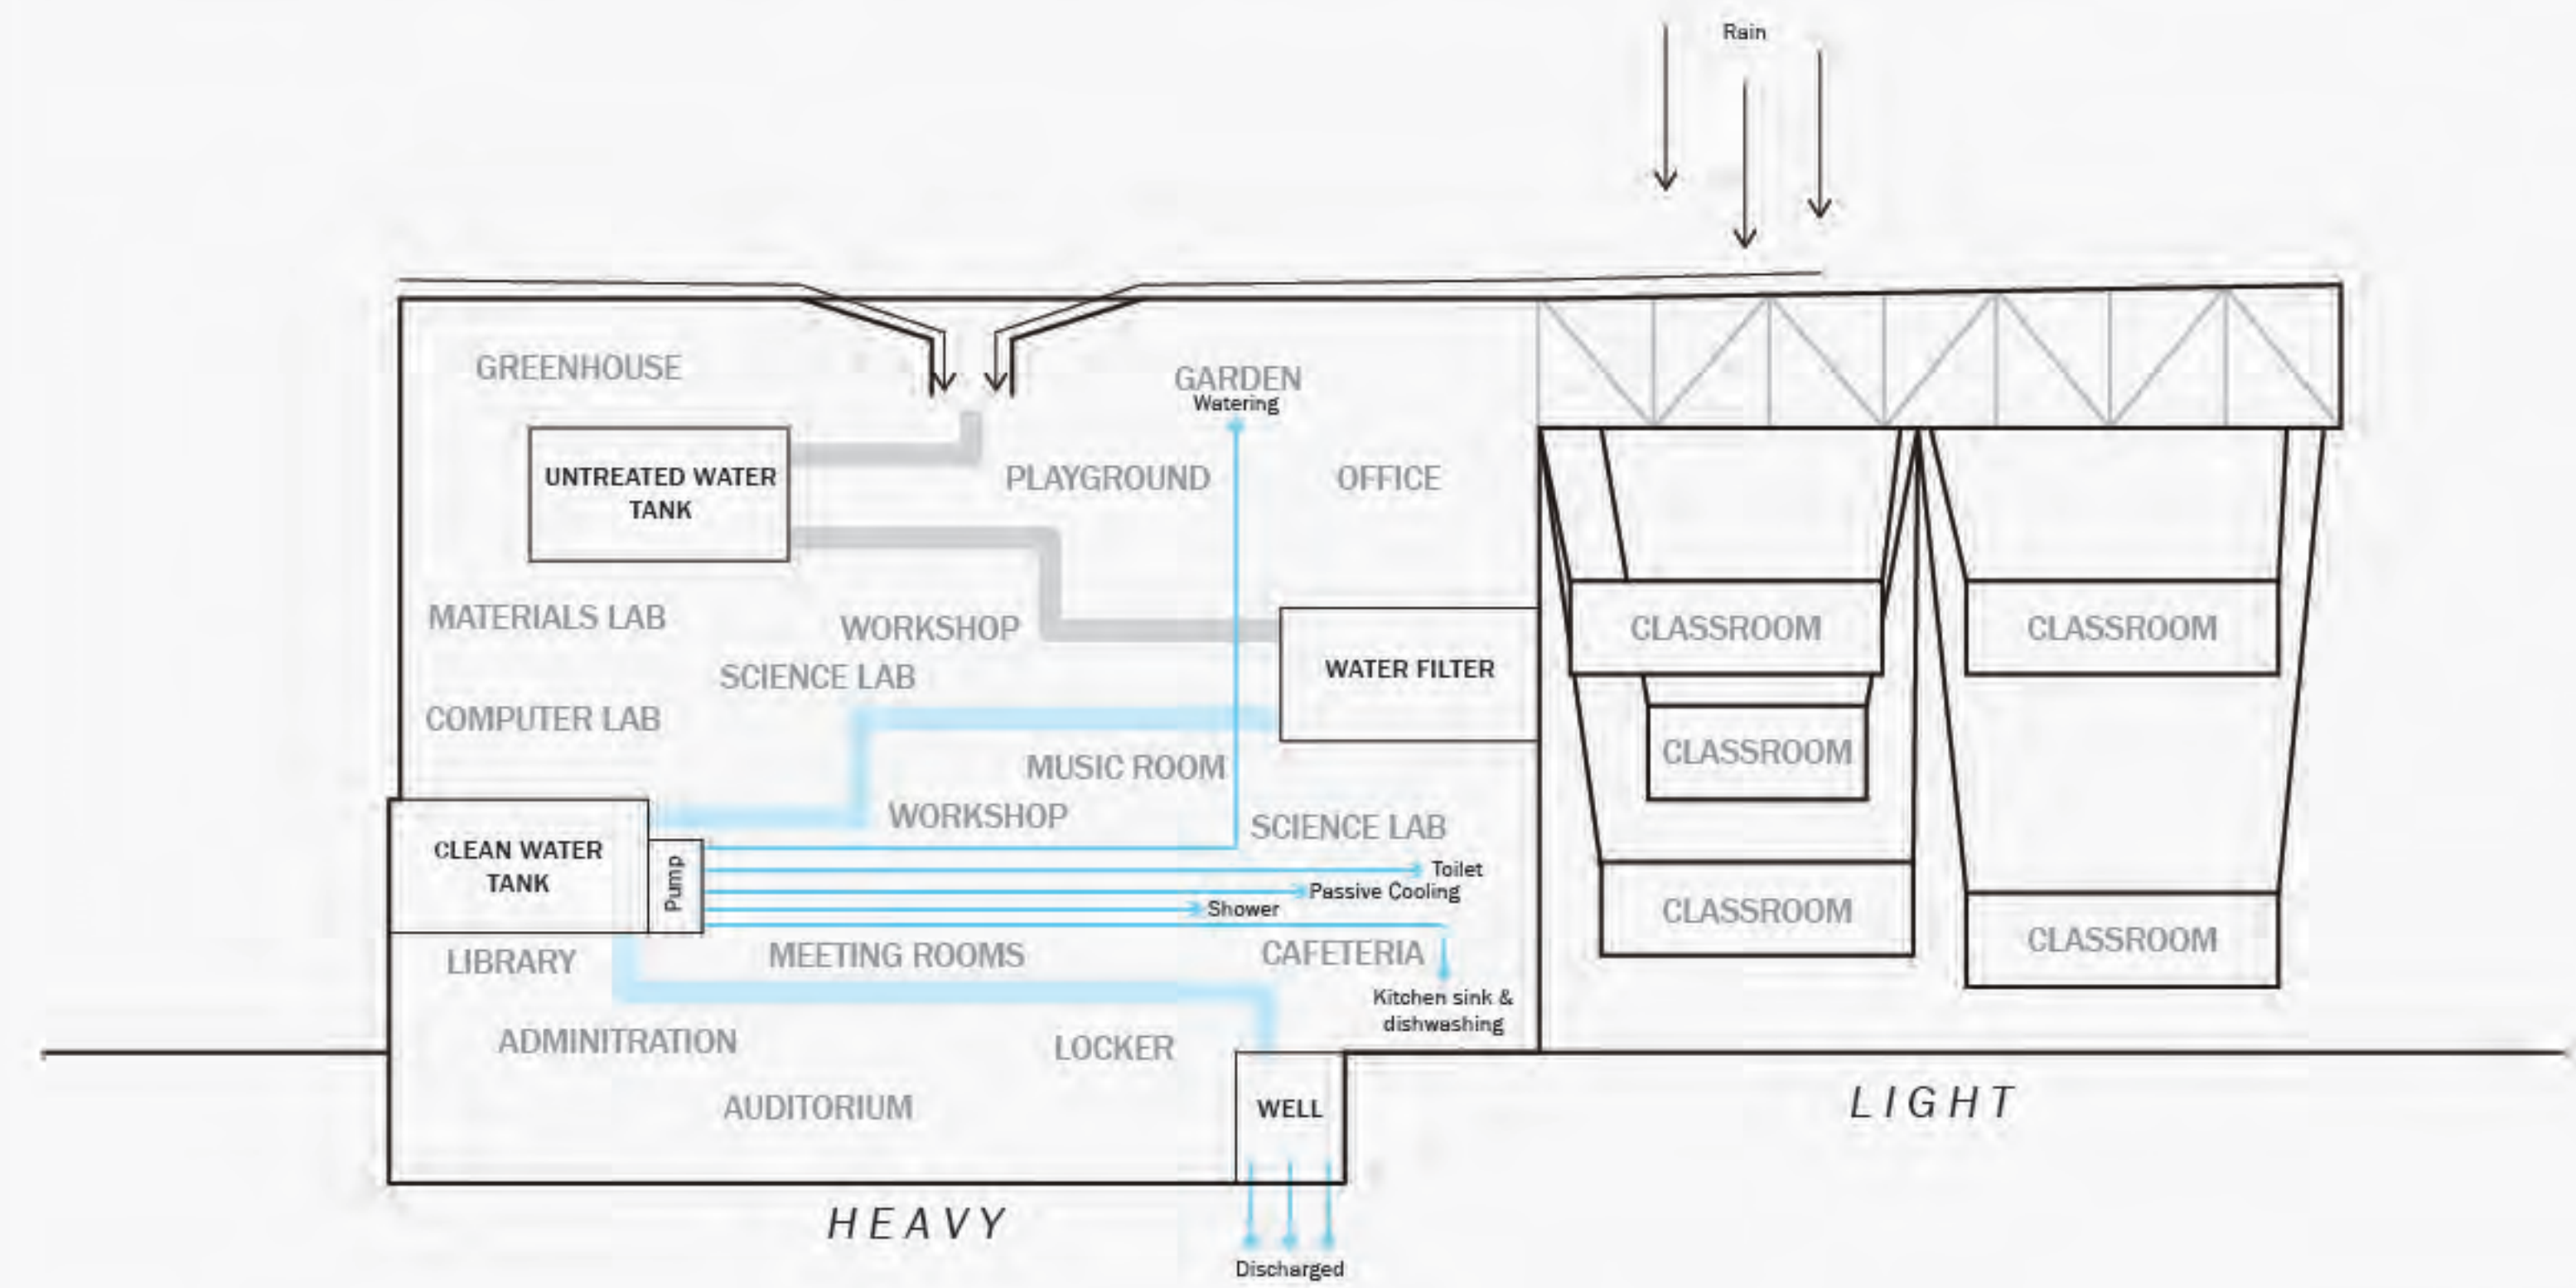 Rain
GREENHOUSE
GARDEN
Watering
UNTREATED WATER
TANK
PLAYGROUND
OFFICE
MATERIALS LAB
WORKSHOP
CLASSROOM
CLASSROOM
SCIENCE LAB
WATER FILTER
COMPUTER LAB
MUSIC ROOM
CLASSROOM
WORKSHOP
SCIENCE LAB
CLEAN WATER
TANK
Pump
Toilet
Passive Cooling
Shower
CLASSROOM
CLASSROOM
LIBRARY
MEETING ROOMS
CAFETERIA
Kitchen sink &
dishwashing
ADMINITRATION
LOCKER
AUDITORIUM
WELL
LIGHT
HEAVY
Discharged